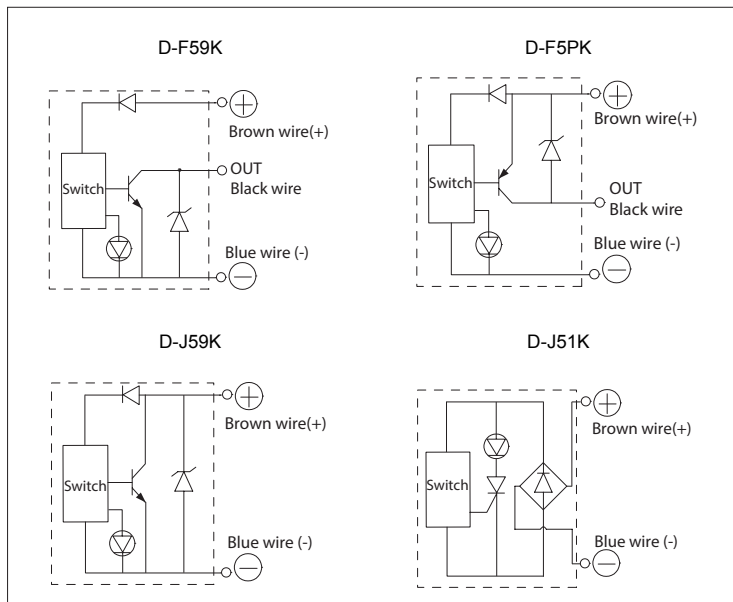 D-F59K
Brown wire(+)
Switch
OUT
Black wire
Blue wire (-)
D-F5PK
Brown wire(+)
Switch
OUT
Black wire
Blue wire (-)
D-J59K
Brown wire(+)
Switch
Blue wire (-)
D-J51K
Brown wire(+)
Switch
Blue wire (-)